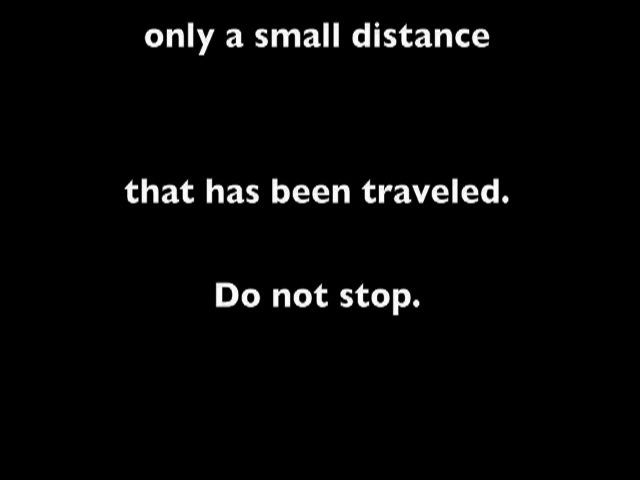 only a small distance
that has been traveled.
Do not stop.